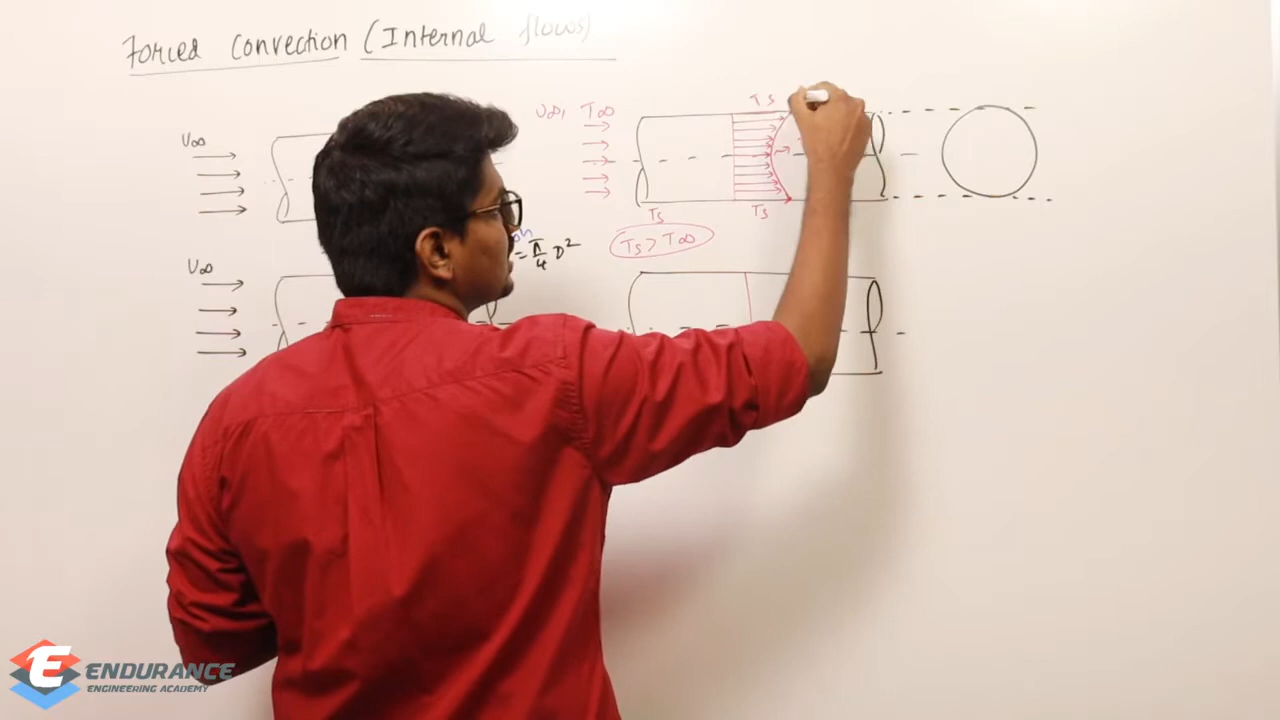 Forced Convection (Internal flows)
U∞, T∞
Ts
U∞
Ts
Ts
Ts > T∞
= π/4 D²
U∞
E
ENDURANCE
ENGINEERING ACADEMY